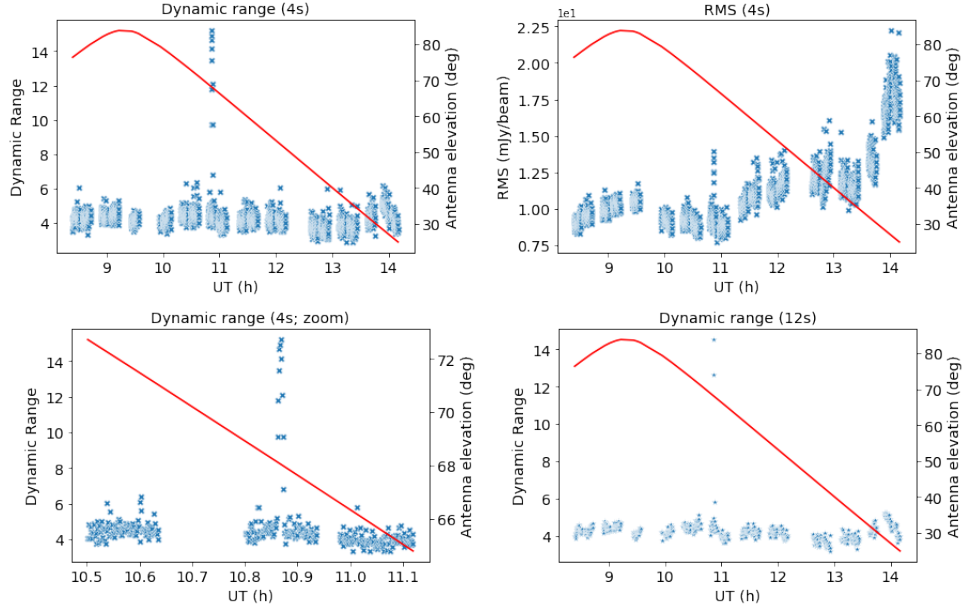 Dynamic range (4s)
Dynamic Range
14
12
10
8
6
4
80
70
60
50
40
30
Antenna elevation (deg)
9 10 11 12 13 14
UT (h)
RMS (4s)
1e1
RMS (mJy/beam)
2.25
2.00
1.75
1.50
1.25
1.00
0.75
80
70
60
50
40
30
Antenna elevation (deg)
9 10 11 12 13 14
UT (h)
Dynamic range (4s; zoom)
Dynamic Range
14
12
10
8
6
4
72
70
68
66
Antenna elevation (deg)
10.5 10.6 10.7 10.8 10.9 11.0 11.1
UT (h)
Dynamic range (12s)
Dynamic Range
14
12
10
8
6
4
80
70
60
50
40
30
Antenna elevation (deg)
9 10 11 12 13 14
UT (h)